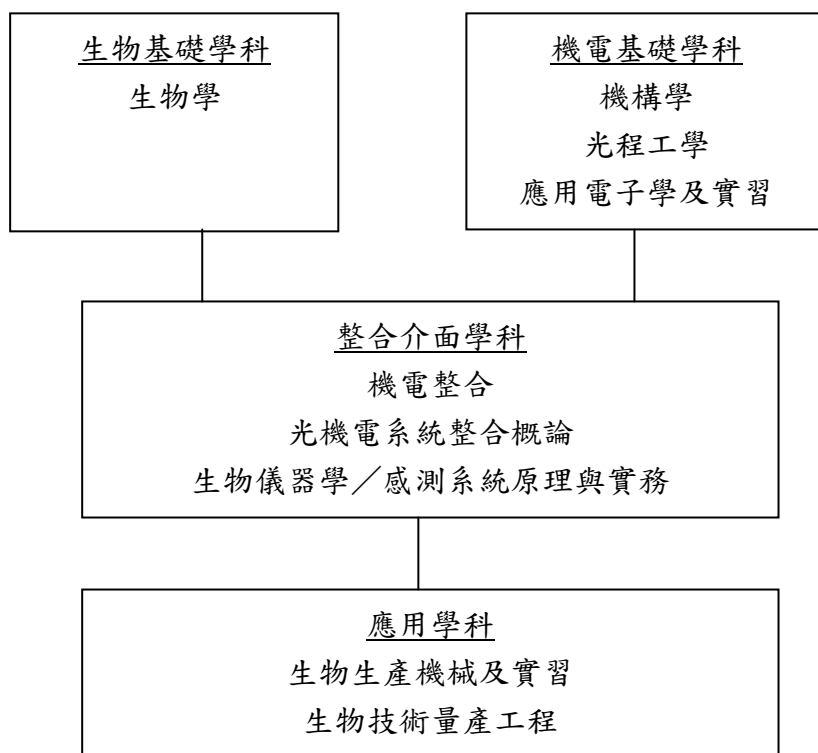 生物基礎學科
生物學
機電基礎學科
機構學
光程工學
應用電子學及實習
整合介面學科
機電整合
光機電系統整合概論
生物儀器學／感測系統原理與實務
應用學科
生物生產機械及實習
生物技術量產工程